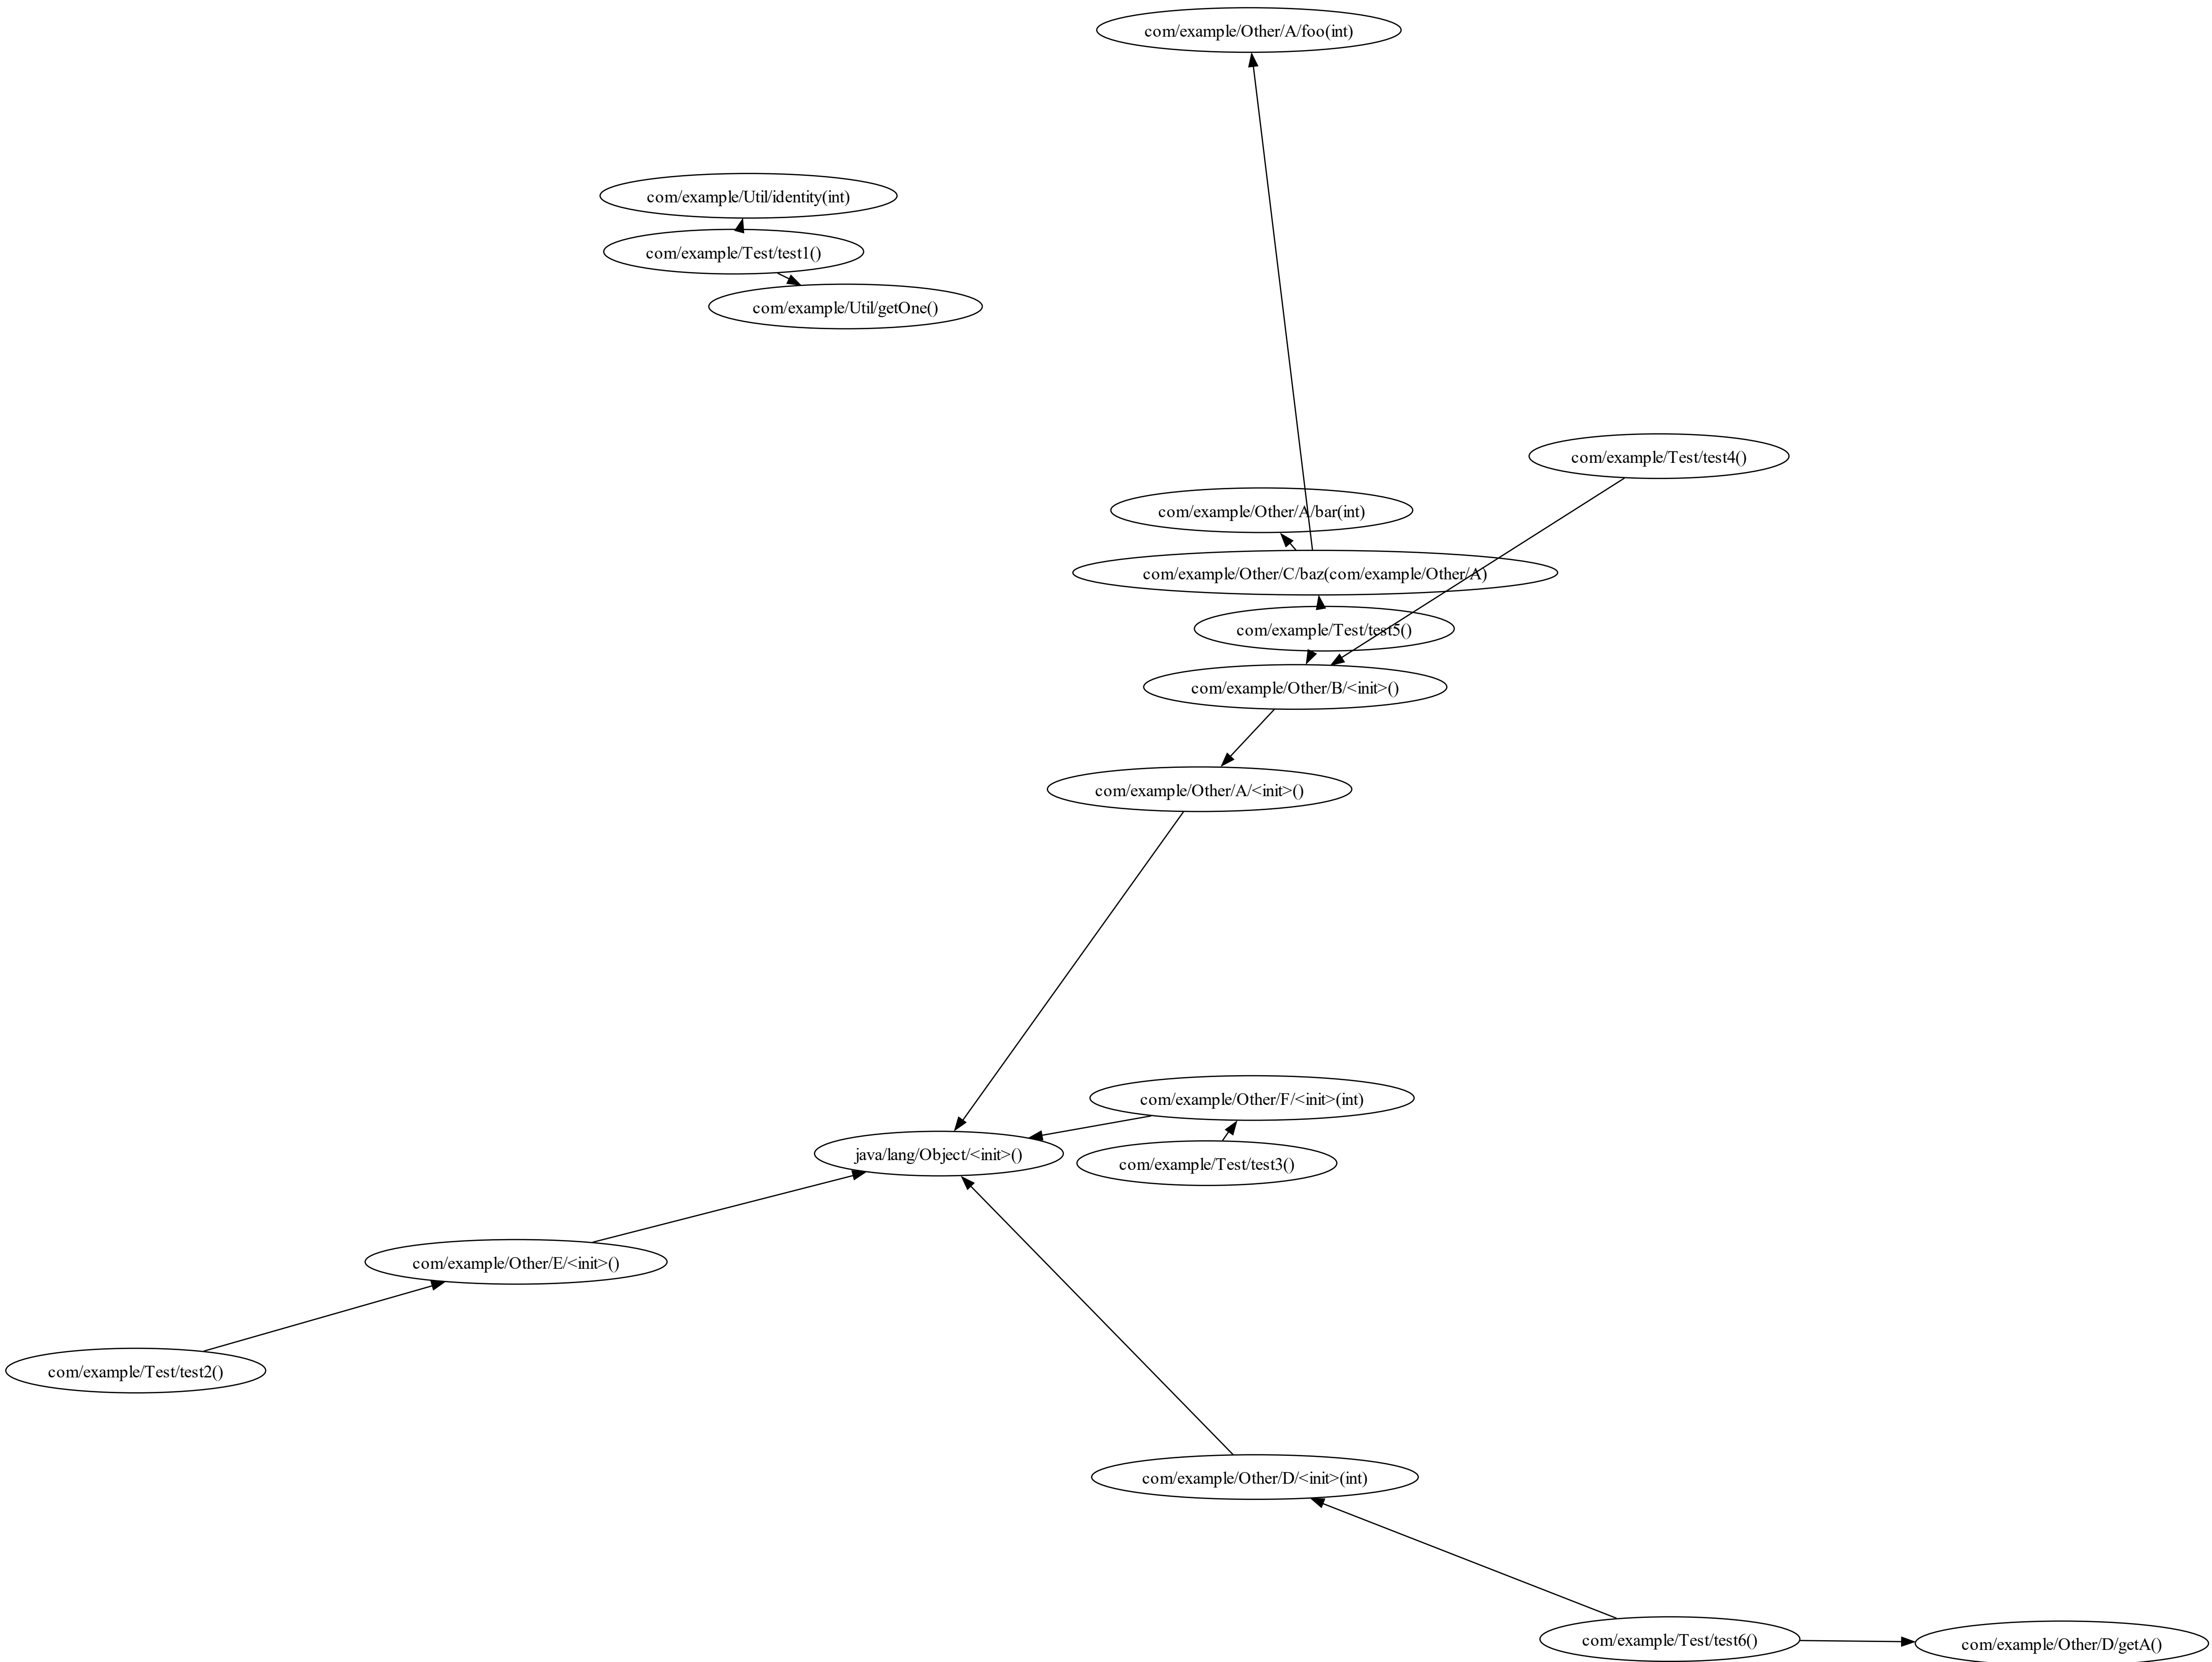 com/example/Other/A/foo(int)
com/example/Util/identity(int)
com/example/Test/test1()
com/example/Util/getOne()
com/example/Test/test4()
com/example/Other/A/bar(int)
com/example/Other/C/baz(com/example/Other/A)
com/example/Test/test5()
com/example/Other/B/<init>()
com/example/Other/A/<init>()
com/example/Other/F/<init>(int)
java/lang/Object/<init>()
com/example/Test/test3()
com/example/Other/E/<init>()
com/example/Test/test2()
com/example/Other/D/<init>(int)
com/example/Test/test6()
com/example/Other/D/getA()